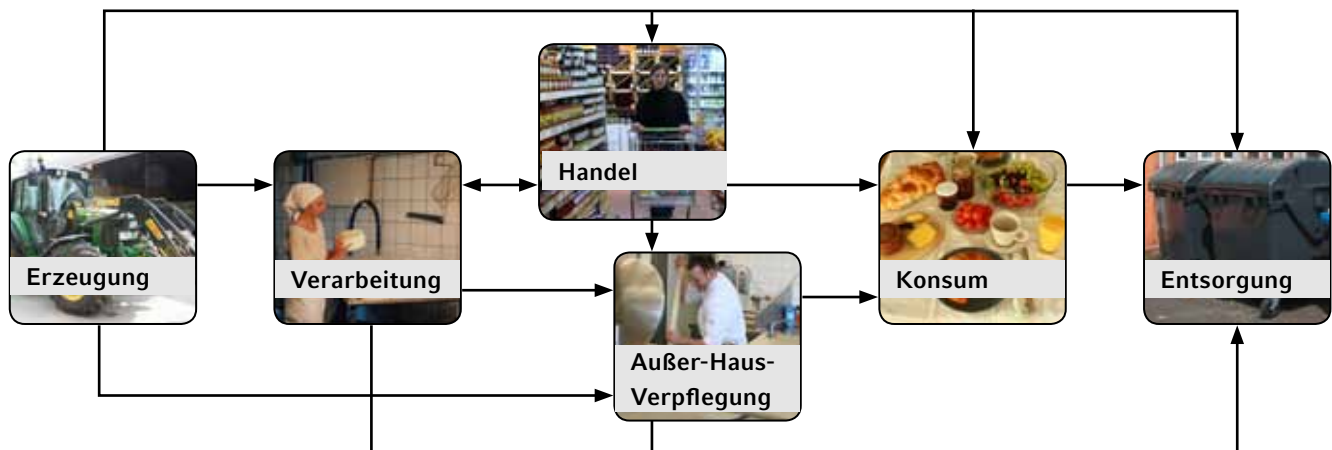 Handel
Erzeugung
Verarbeitung
Konsum
Entsorgung
Außer-Haus-
Verpflegung